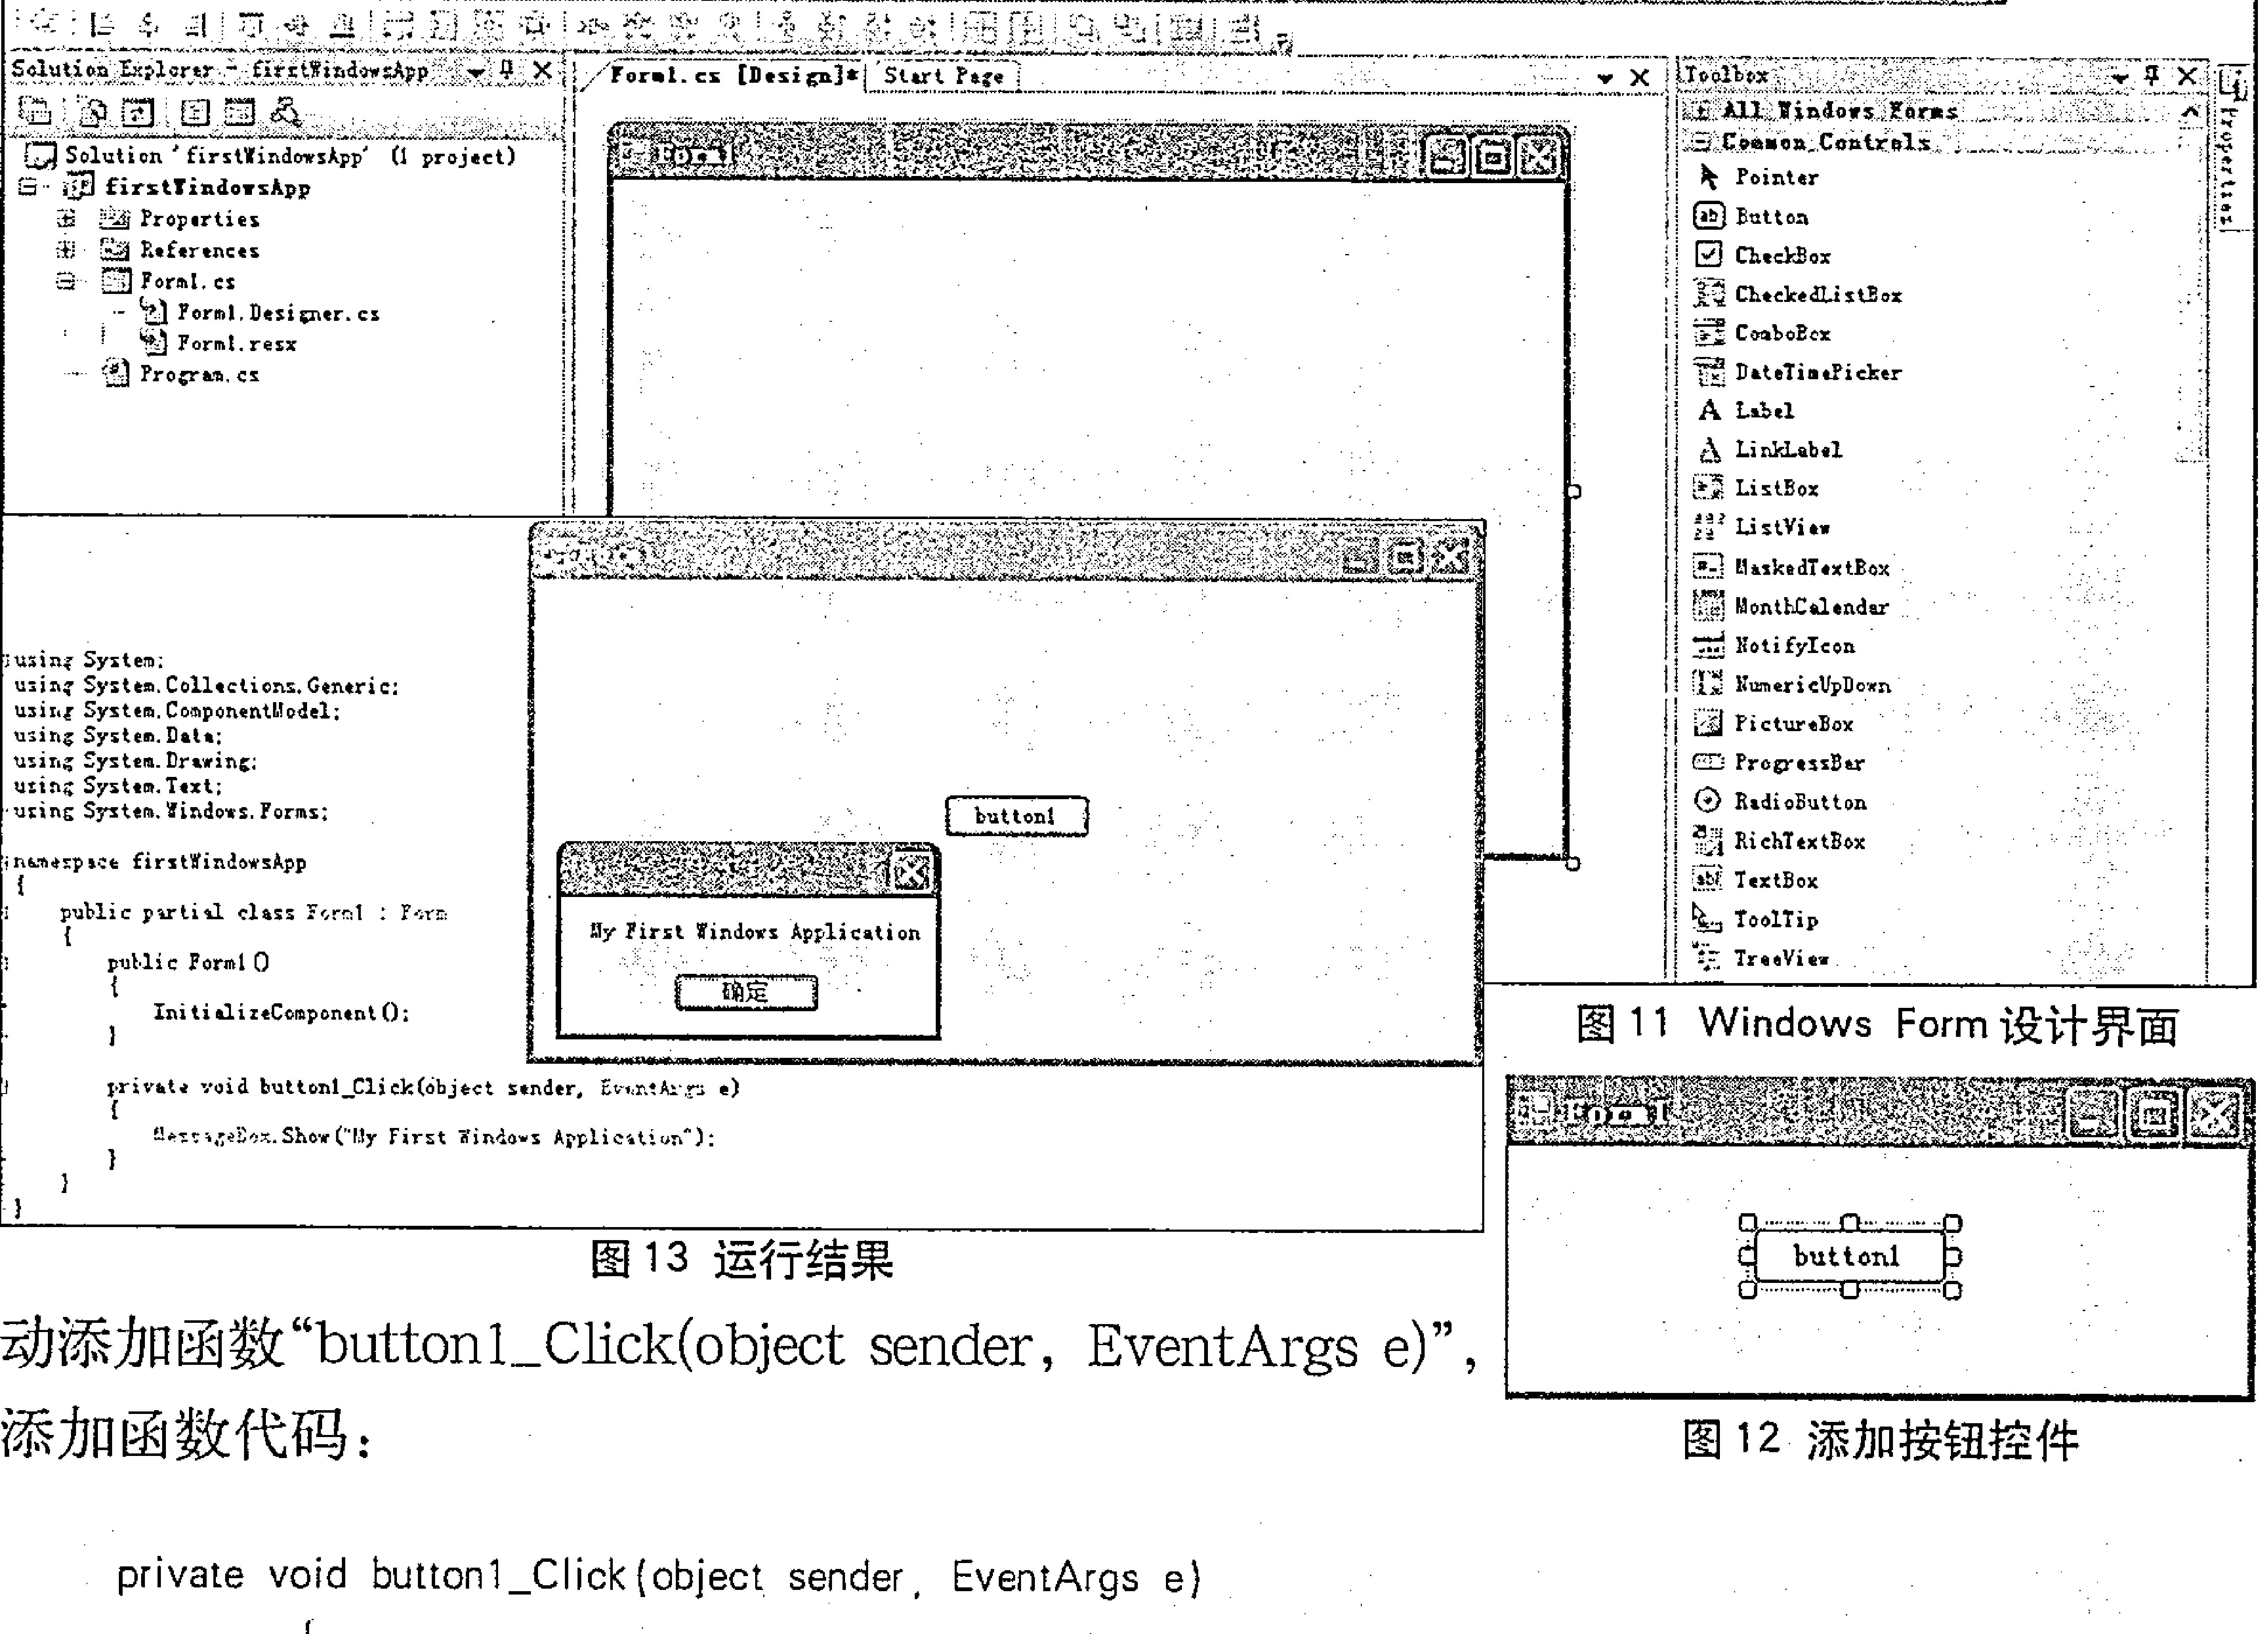 Solution Explorer - firstWindowsApp
Solution 'firstWindowsApp' (1 project)
firstWindowsApp
Properties
References
Form1.cs
Form1.Designer.cs
Form1.resx
Program.cs
Form1.cs [Design]*
Start Page
Form1
Toolbox
All Windows Forms
Common Controls
Pointer
Button
CheckBox
CheckedListBox
ComboBox
DateTimePicker
Label
LinkLabel
ListBox
ListView
MaskedTextBox
MonthCalendar
NotifyIcon
NumericUpDown
PictureBox
ProgressBar
RadioButton
RichTextBox
TextBox
ToolTip
TreeView
Properties
图 11 Windows Form 设计界面
using System;
using System.Collections.Generic;
using System.ComponentModel;
using System.Data;
using System.Drawing;
using System.Text;
using System.Windows.Forms;
namespace firstWindowsApp
{
public partial class Form1 : Form
{
public Form1()
{
InitializeComponent();
}
private void button1_Click(object sender, EventArgs e)
{
MessageBox.Show("My First Windows Application");
}
}
}
button1
My First Windows Application
确定
图 13 运行结果
Form1
button1
图 12 添加按钮控件
动添加函数“button1_Click(object sender, EventArgs e)”,
添加函数代码：
private void button1_Click(object sender, EventArgs e)
{